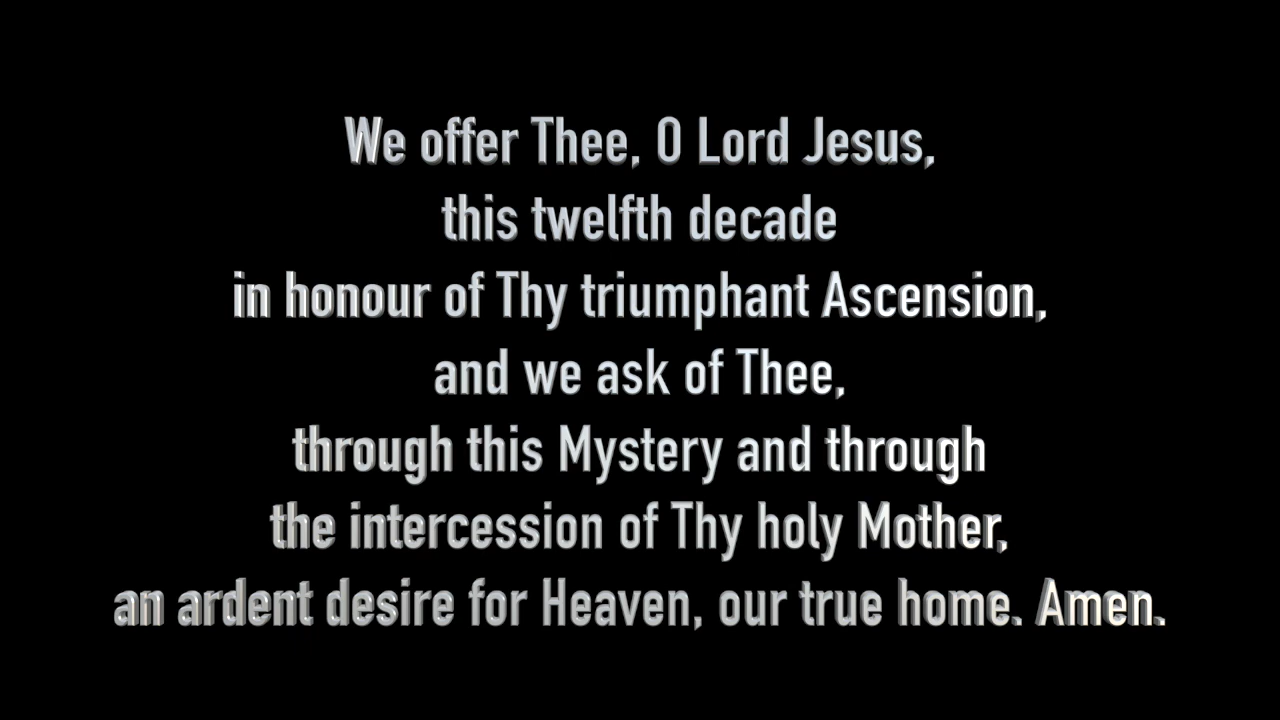 We offer Thee, O Lord Jesus,
this twelfth decade
in honour of Thy triumphant Ascension,
and we ask of Thee,
through this Mystery and through
the intercession of Thy holy Mother,
an ardent desire for Heaven, our true home. Amen.